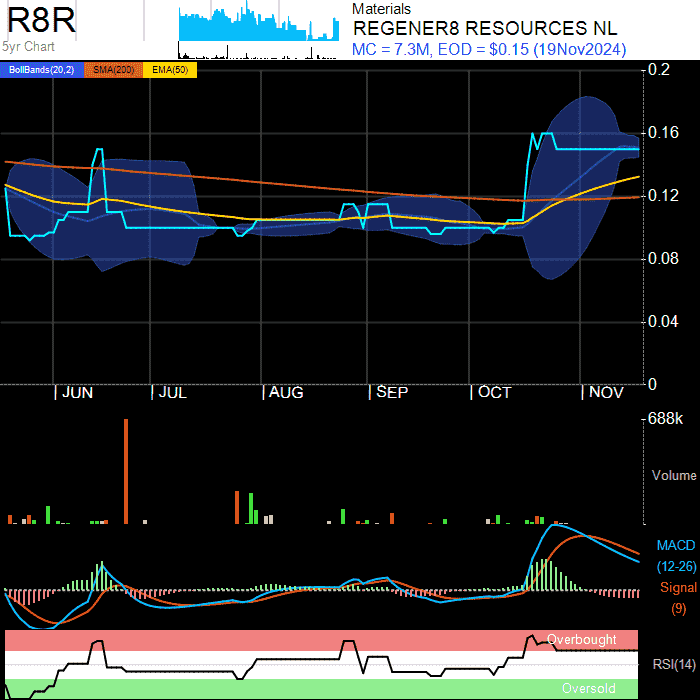 R8R
5yr Chart
Materials
REGENER8 RESOURCES NL
MC = 7.3M, EOD = $0.15 (19Nov2024)
BollBands(20,2) SMA(200) EMA(50)
0.2
0.16
0.12
0.08
0.04
0
JUN JUL AUG SEP OCT NOV
688k
Volume
MACD
(12-26)
Signal
(9)
Overbought
RSI(14)
Oversold